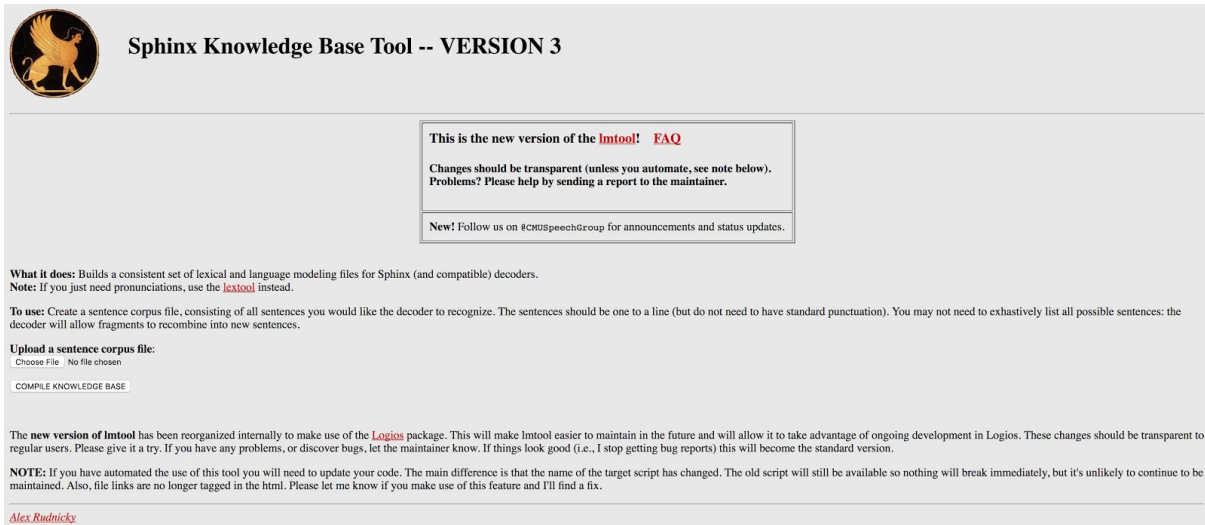 Sphinx Knowledge Base Tool -- VERSION 3
This is the new version of the lmtool! FAQ
Changes should be transparent (unless you automate, see note below).
Problems? Please help by sending a report to the maintainer.
New! Follow us on @CMUSpeechGroup for announcements and status updates.
What it does: Builds a consistent set of lexical and language modeling files for Sphinx (and compatible) decoders.
Note: If you just need pronunciations, use the lextool instead.
To use: Create a sentence corpus file, consisting of all sentences you would like the decoder to recognize. The sentences should be one to a line (but do not need to have standard punctuation). You may not need to exhastively list all possible sentences: the
decoder will allow fragments to recombine into new sentences.
Upload a sentence corpus file:
Choose File No file chosen
COMPILE KNOWLEDGE BASE
The new version of lmtool has been reorganized internally to make use of the Logios package. This will make lmtool easier to maintain in the future and will allow it to take advantage of ongoing development in Logios. These changes should be transparent to
regular users. Please give it a try. If you have any problems, or discover bugs, let the maintainer know. If things look good (i.e., I stop getting bug reports) this will become the standard version.
NOTE: If you have automated the use of this tool you will need to update your code. The main difference is that the name of the target script has changed. The old script will still be available so nothing will break immediately, but it's unlikely to continue to be
maintained. Also, file links are no longer tagged in the html. Please let me know if you make use of this feature and I'll find a fix.
Alex Rudnicky